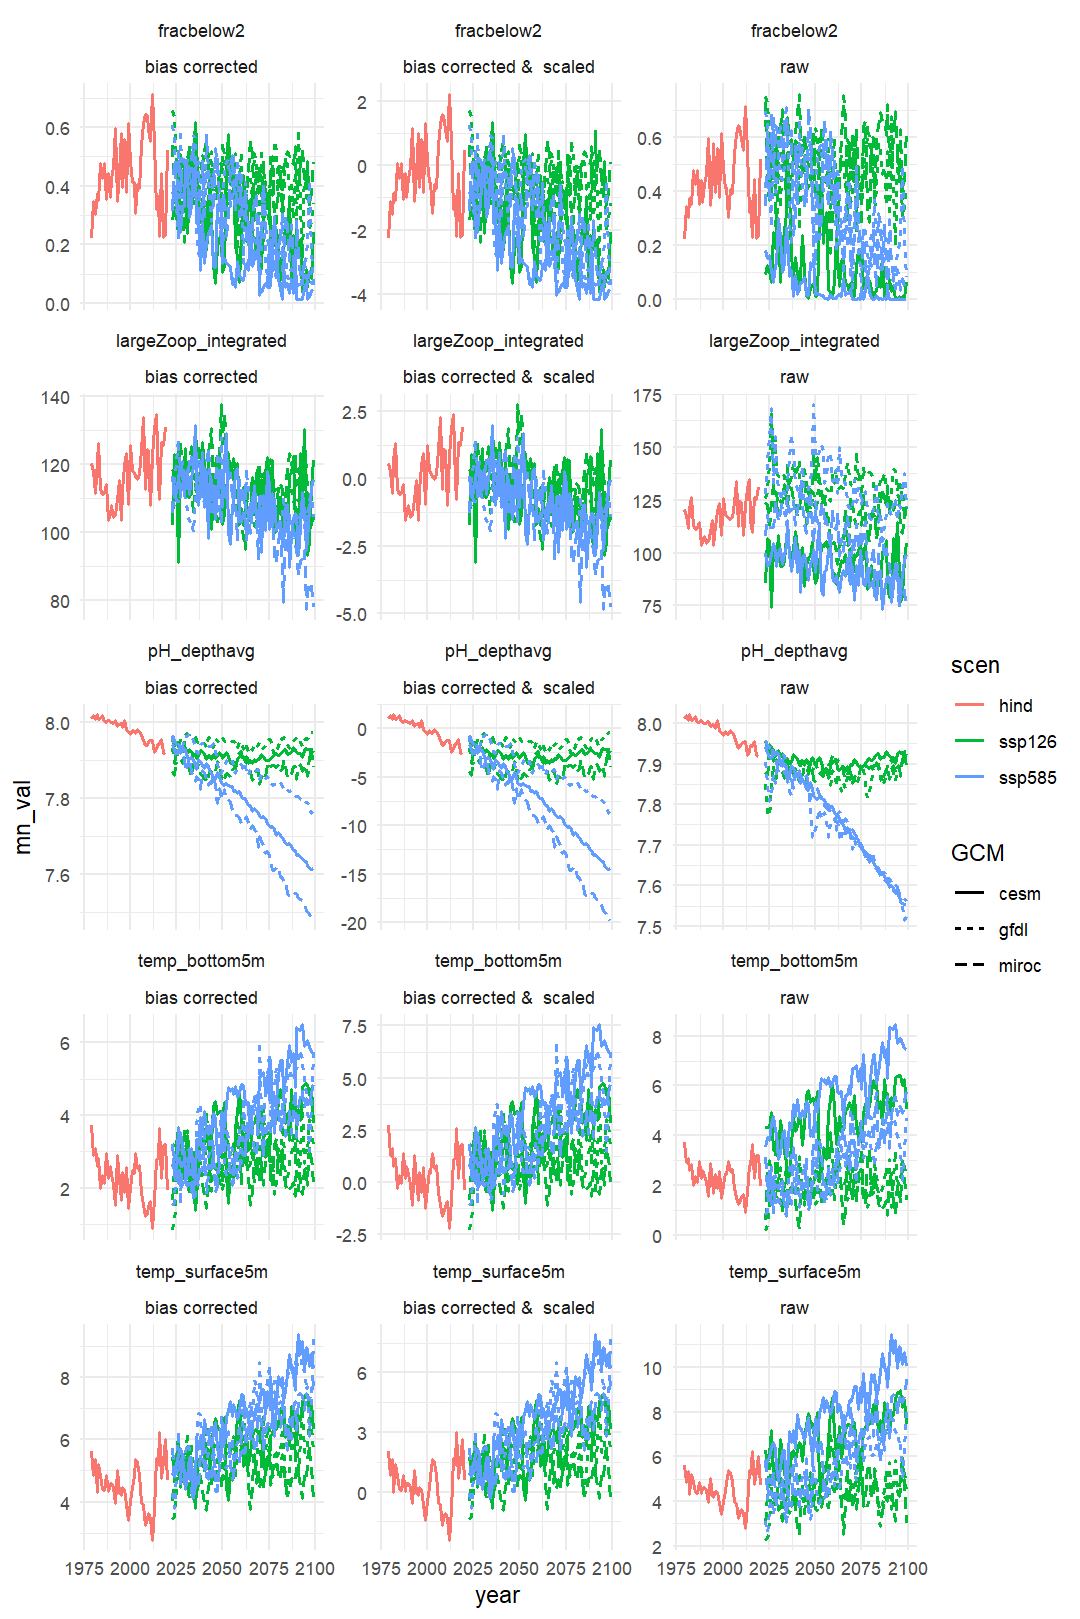 fracbelow2 fracbelow2 fracbelow2
bias corrected bias corrected &  scaled raw
0.6 2 0.6
0.4 0 0.4
0.2 -2 0.2
0.0 -4 0.0
largeZoop_integrated largeZoop_integrated largeZoop_integrated
bias corrected bias corrected &  scaled raw
140 2.5 175
120 0.0 150
100 -2.5 125
80 -5.0 100
75
pH_depthavg pH_depthavg pH_depthavg
bias corrected bias corrected &  scaled raw
8.0 0 8.0
7.8 -5 7.9
7.6 -10 7.8
-15 7.7
-20 7.6
7.5
temp_bottom5m temp_bottom5m temp_bottom5m
bias corrected bias corrected &  scaled raw
6 7.5 8
4 5.0 6
2 2.5 4
0.0 2
-2.5 0
temp_surface5m temp_surface5m temp_surface5m
bias corrected bias corrected &  scaled raw
8 6 10
6 3 8
4 0 6
4
2
1975 2000 2025 2050 2075 2100 1975 2000 2025 2050 2075 2100 1975 2000 2025 2050 2075 2100
year
mn_val
scen
hind
ssp126
ssp585
GCM
cesm
gfdl
miroc